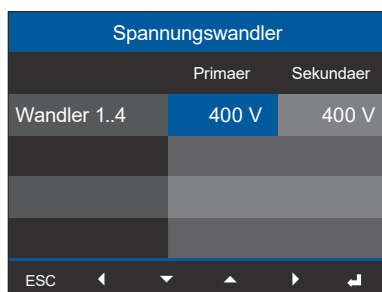 Spannungswandler
Primaer Sekundaer
Wandler 1..4 400 V 400 V
ESC